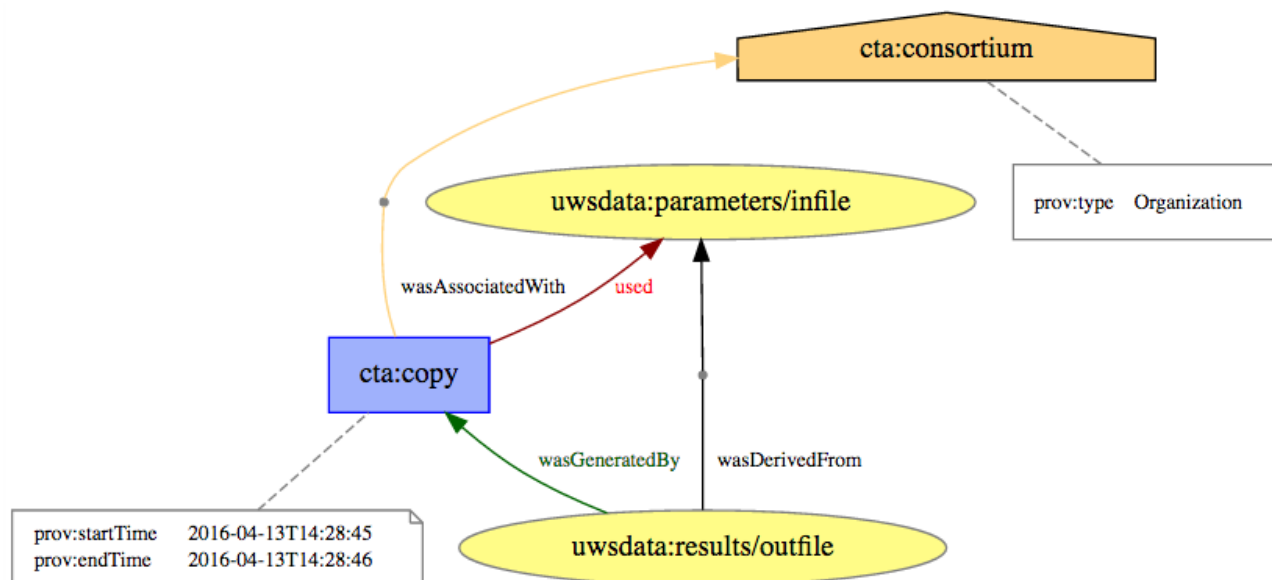 cta:consortium
uwsdata:parameters/infile
prov:type Organization
wasAssociatedWith
used
cta:copy
wasGeneratedBy
wasDerivedFrom
prov:startTime 2016-04-13T14:28:45
prov:endTime 2016-04-13T14:28:46
uwsdata:results/outfile